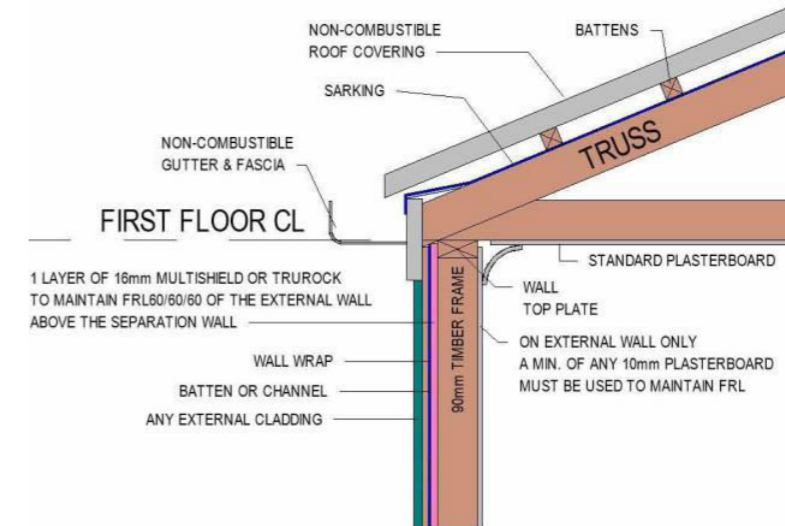 NON-COMBUSTIBLE
ROOF COVERING
BATTENS
SARKING
TRUSS
NON-COMBUSTIBLE
GUTTER & FASCIA
FIRST FLOOR CL
STANDARD PLASTERBOARD
1 LAYER OF 16mm MULTISHIELD OR TRUROCK
TO MAINTAIN FRL60/60/60 OF THE EXTERNAL WALL
ABOVE THE SEPARATION WALL
WALL
TOP PLATE
90mm TIMBER FRAME
ON EXTERNAL WALL ONLY
A MIN. OF ANY 10mm PLASTERBOARD
MUST BE USED TO MAINTAIN FRL
WALL WRAP
BATTEN OR CHANNEL
ANY EXTERNAL CLADDING